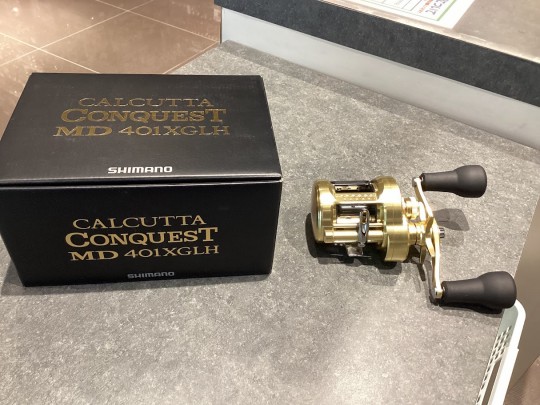 CALCUTTA
CONQUEST
MD 401XGLH
SHIMANO
CALCUTTA
CONQUEST
MD 401XGLH
SHIMANO